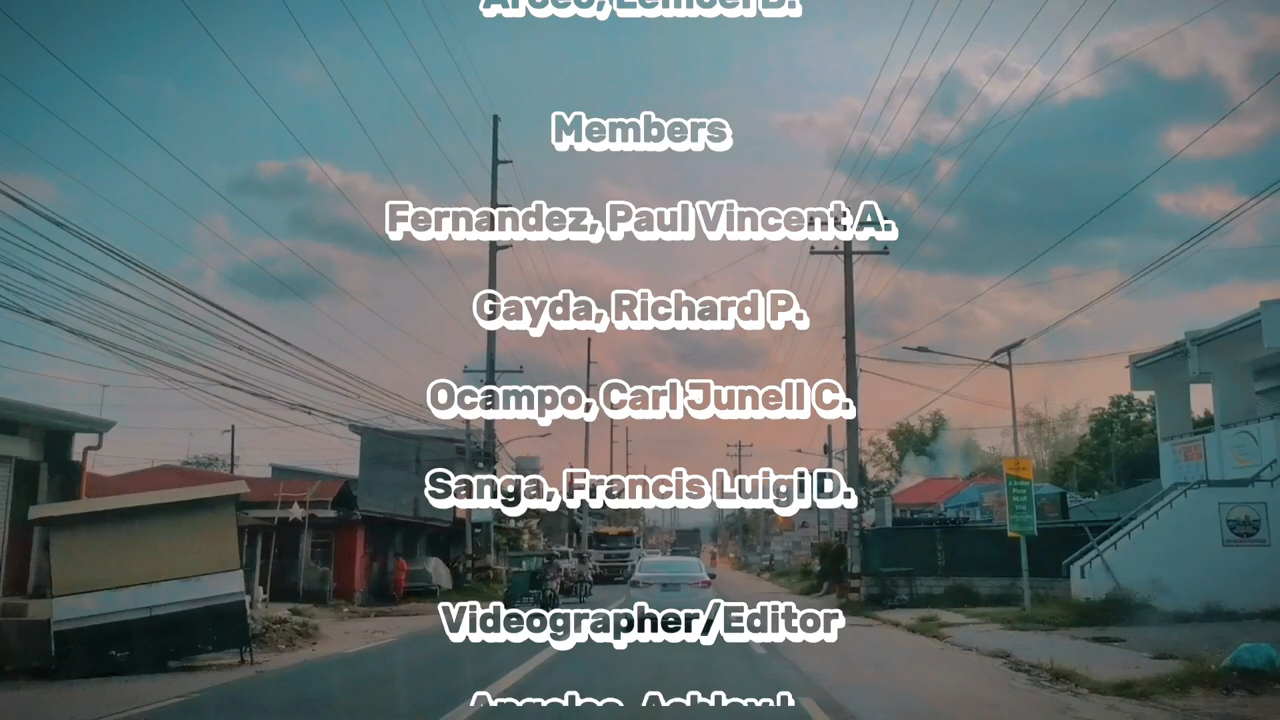 Members
Fernandez, Paul Vincent A.
Gayda, Richard P.
Ocampo, Carl Junell C.
Sanga, Francis Luigi D.
Videographer/Editor